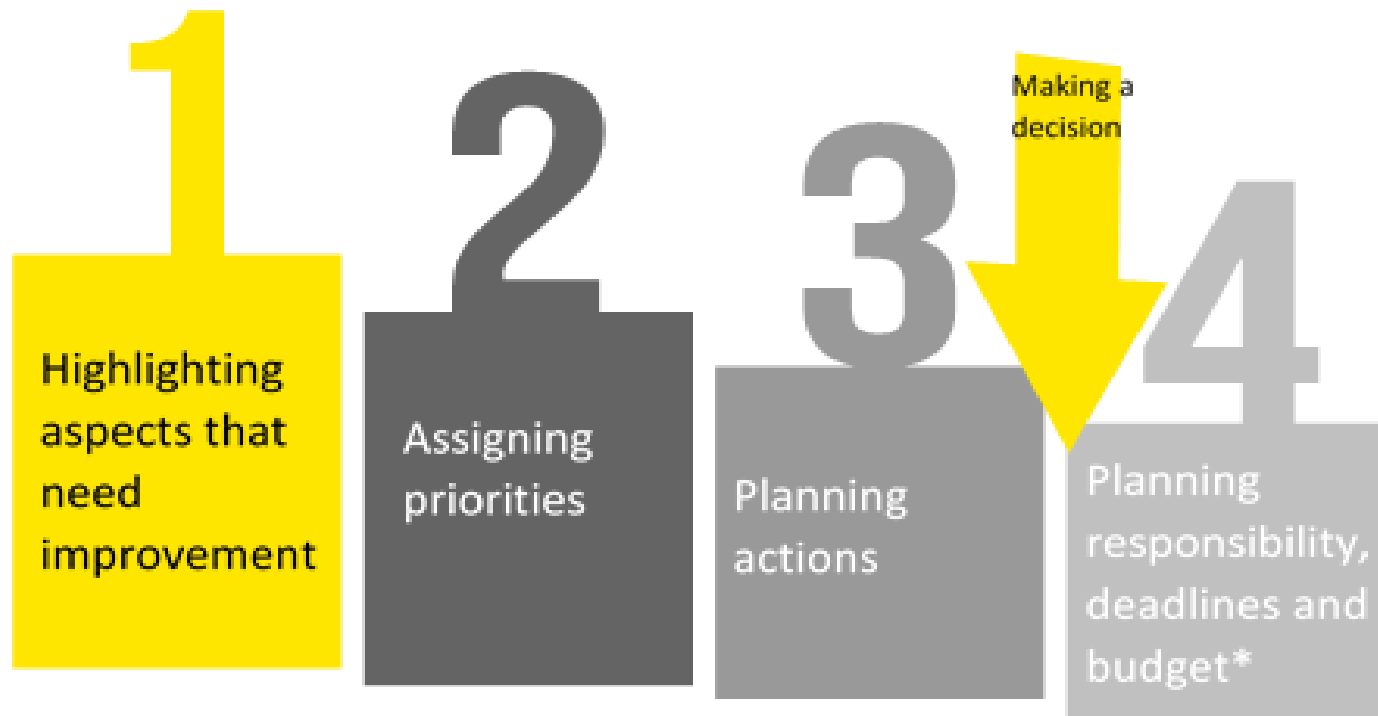 1
Highlighting
aspects that
need
improvement
2
Assigning
priorities
3
Planning
actions
Making a
decision
4
Planning
responsibility,
deadlines and
budget*